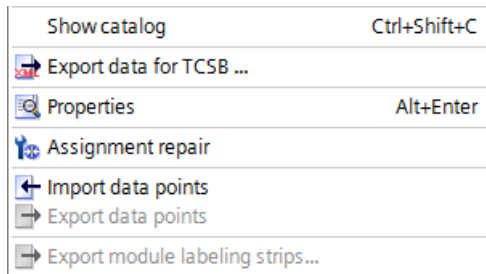 Show catalog Ctrl+Shift+C
XML Export data for TCSB ...
Properties Alt+Enter
Assignment repair
Import data points
Export data points
Export module labeling strips...